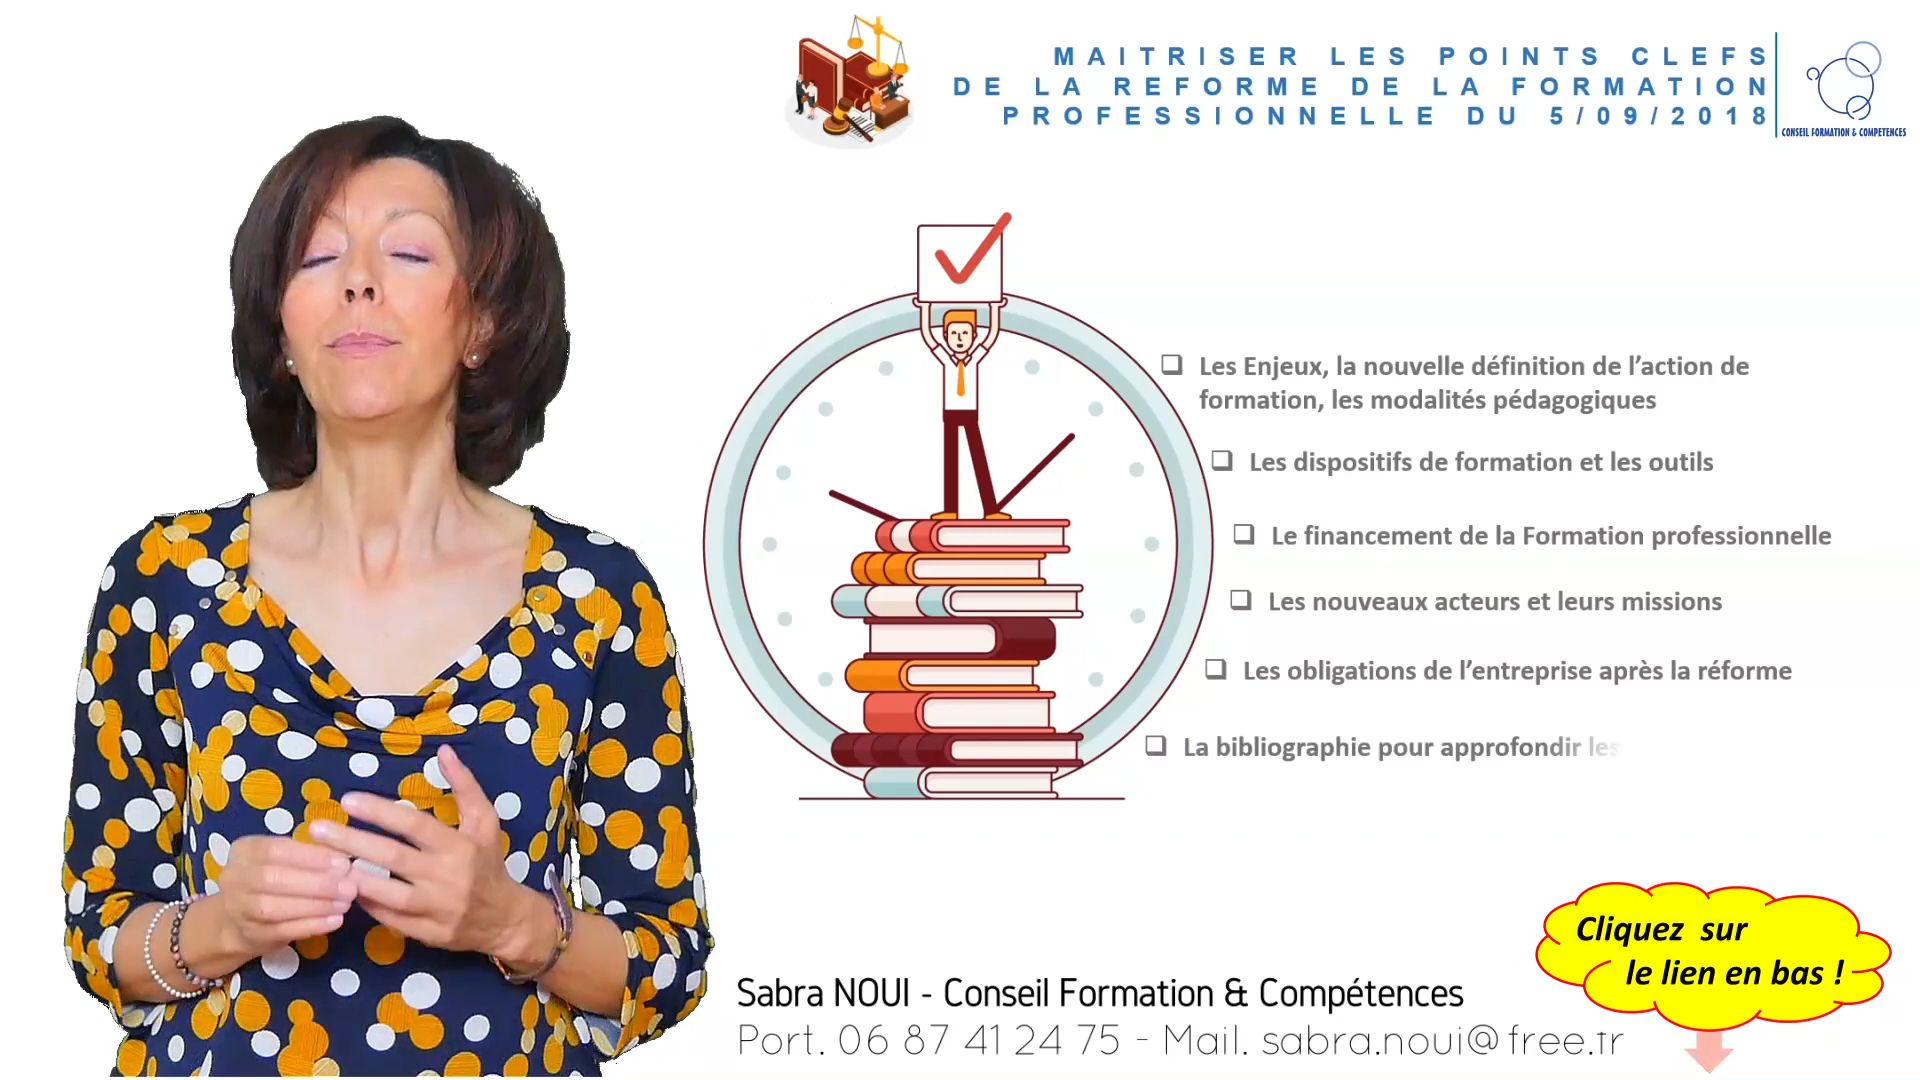 MAITRISER LES POINTS CLEFS
DE LA REFORME DE LA FORMATION
PROFESSIONNELLE DU 5/09/2018
CONSEIL FORMATION & COMPETENCES
Les Enjeux, la nouvelle définition de l’action de
formation, les modalités pédagogiques
Les dispositifs de formation et les outils
Le financement de la Formation professionnelle
Les nouveaux acteurs et leurs missions
Les obligations de l’entreprise après la réforme
La bibliographie pour approfondir les
Cliquez sur
le lien en bas !
Sabra NOUI - Conseil Formation & Compétences
Port. 06 87 41 24 75 - Mail. sabra.noui@free.fr